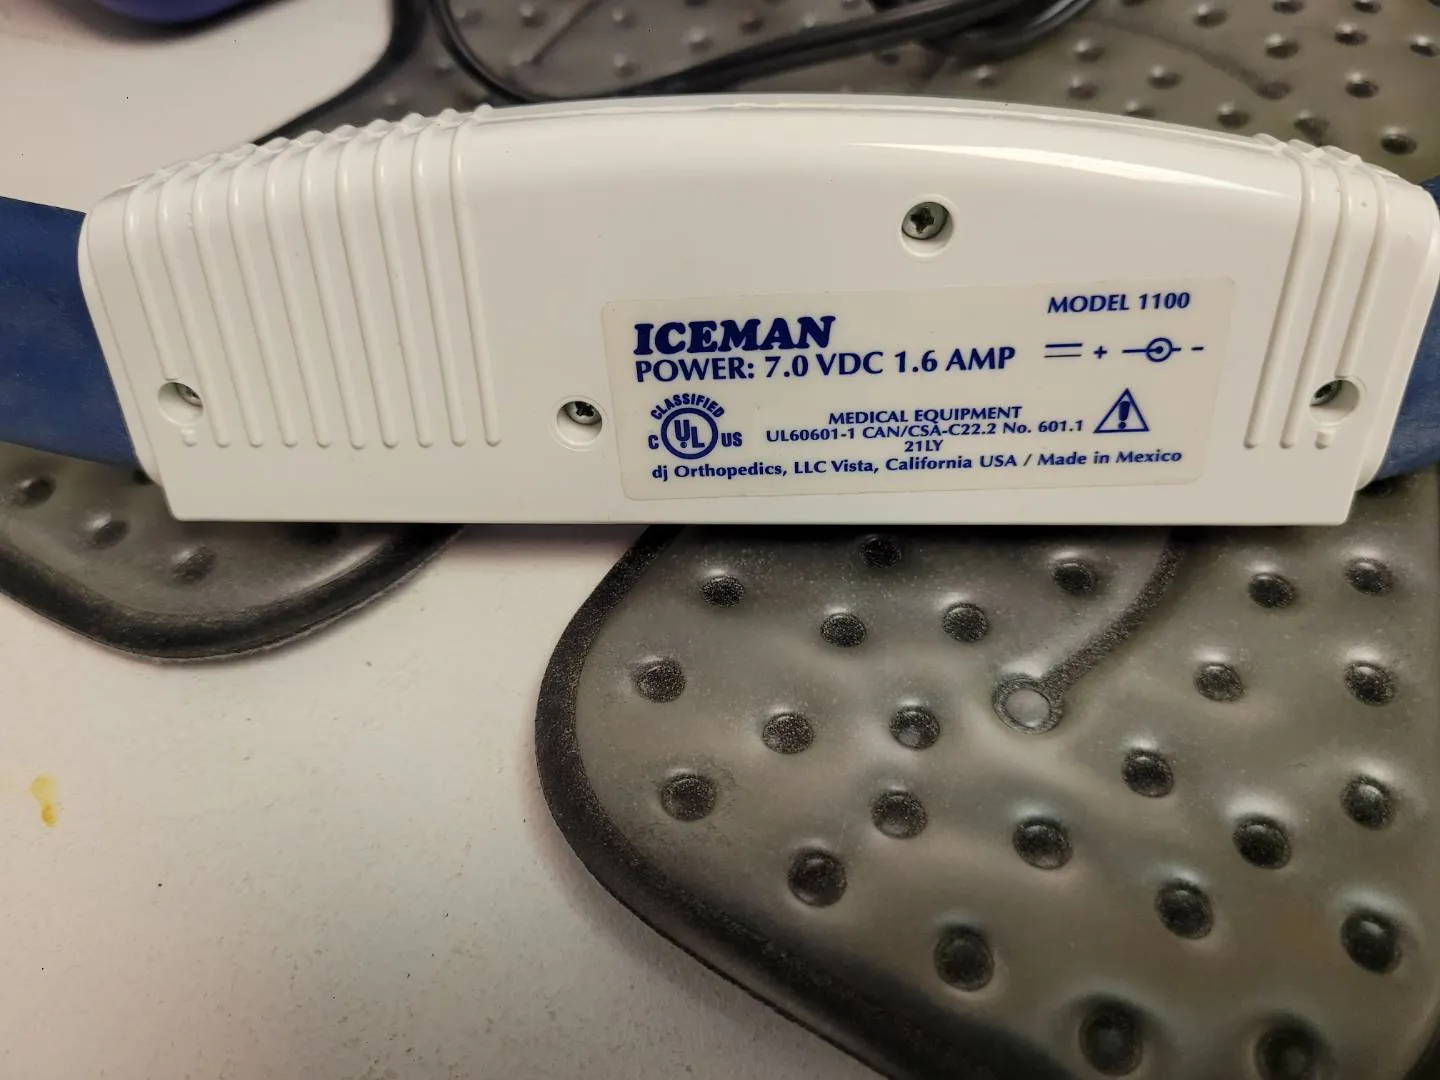 MODEL 1100
ICEMAN
POWER: 7.0 VDC 1.6 AMP + -
CLASSIFIED
C UL US
MEDICAL EQUIPMENT
UL60601-1 CAN/CSA-C22.2 No. 601.1
21LY
dj Orthopedics, LLC Vista, California USA / Made in Mexico